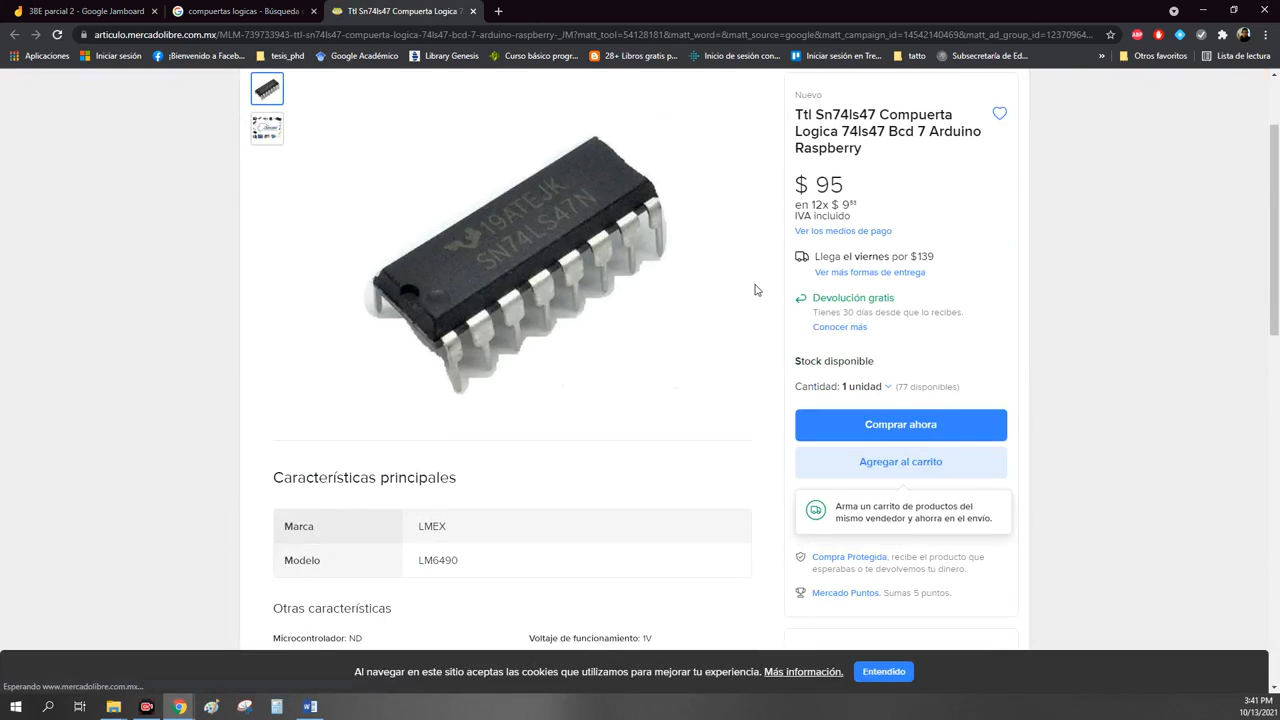 3BE parcial 2 - Google Jamboard
compuertas logicas - Búsqueda d
Ttl Sn74ls47 Compuerta Logica 7
articulo.mercadolibre.com.mx/MLM-739733943-ttl-sn74ls47-compuerta-logica-74ls47-bcd-7-arduino-raspberry-_JM?matt_tool=54128181&matt_word=&matt_source=google&matt_campaign_id=14542140469&matt_ad_group_id=12370964...
Aplicaciones
Iniciar sesión
¡Bienvenido a Faceb...
tesis_phd
Google Académico
Library Genesis
Curso básico progr...
28+ Libros gratis p...
tatto
Inicio de sesión con...
Iniciar sesión en Tre...
Subsecretaría de Ed...
»
Otros favoritos
Lista de lectura
19ATEJK
SN74LS47N
Nuevo
Ttl Sn74ls47 Compuerta
Logica 74ls47 Bcd 7 Arduino
Raspberry
$ 95
en 12x $ 9⁵³
IVA incluido
Ver los medios de pago
Llega el viernes por $139
Ver más formas de entrega
Devolución gratis
Tienes 30 días desde que lo recibes.
Conocer más
Stock disponible
Cantidad: 1 unidad (77 disponibles)
Comprar ahora
Agregar al carrito
Arma un carrito de productos del
mismo vendedor y ahorra en el envío.
Compra Protegida, recibe el producto que
esperabas o te devolvemos tu dinero.
Mercado Puntos. Sumas 5 puntos.
Características principales
Marca LMEX
Modelo LM6490
Otras características
Microcontrolador: ND
Voltaje de funcionamiento: 1V
Al navegar en este sitio aceptas las cookies que utilizamos para mejorar tu experiencia. Más información.
Entendido
Esperando www.mercadolibre.com.mx...
3:41 PM
10/13/2021